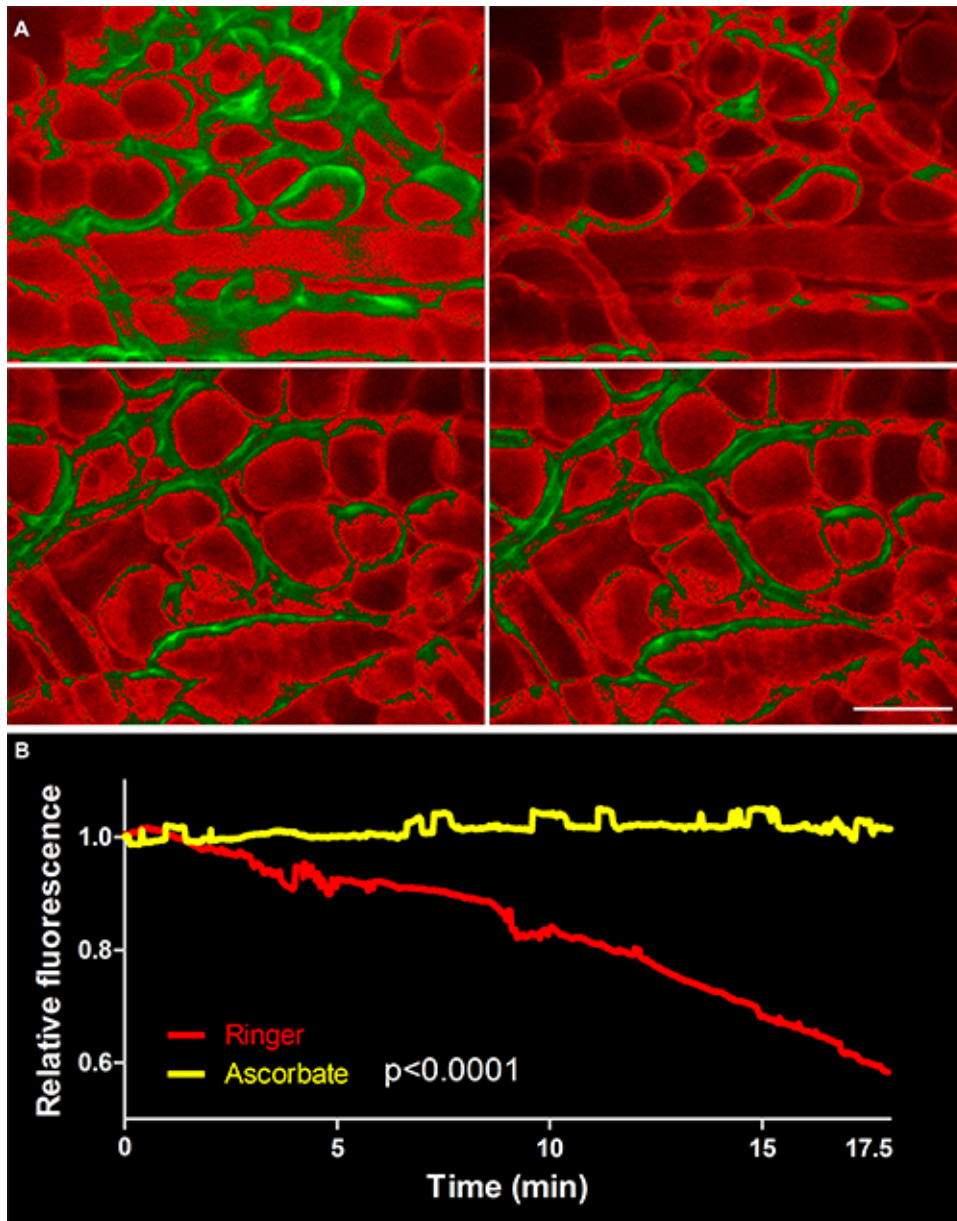 A
B
Relative fluorescence
1.0
0.8
0.6
Ringer
Ascorbate
p<0.0001
0
5
10
15
17.5
Time (min)